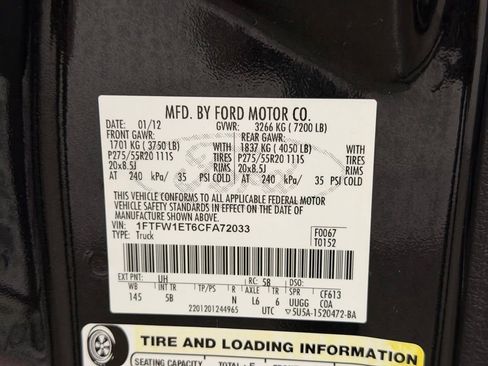 MFD. BY FORD MOTOR CO.
DATE: 01/12 GVWR: 3266 KG ( 7200 LB)
FRONT GAWR: REAR GAWR:
1701 KG ( 3750 LB) WITH 1837 KG ( 4050 LB) WITH
P275/55R20 111S TIRES P275/55R20 111S TIRES
20x8.5J RIMS 20x8.5J RIMS
AT 240 kPa/ 35 PSI COLD AT 240 kPa/ 35 PSI COLD
THIS VEHICLE CONFORMS TO ALL APPLICABLE FEDERAL MOTOR
VEHICLE SAFETY STANDARDS IN EFFECT ON THE DATE OF
MANUFACTURE SHOWN ABOVE.
VIN: 1FTFW1ET6CFA72033 F0067
TYPE: Truck T0152
EXT PNT: UH RC: 58 DSO:
WB INT TR TP/PS R AXLE TR SPR CF613
145 5B N L6 6 UUGG COA
2201201244965 UTC 5U5A-1520472-BA
TIRE AND LOADING INFORMATION
SEATING CAPACITY